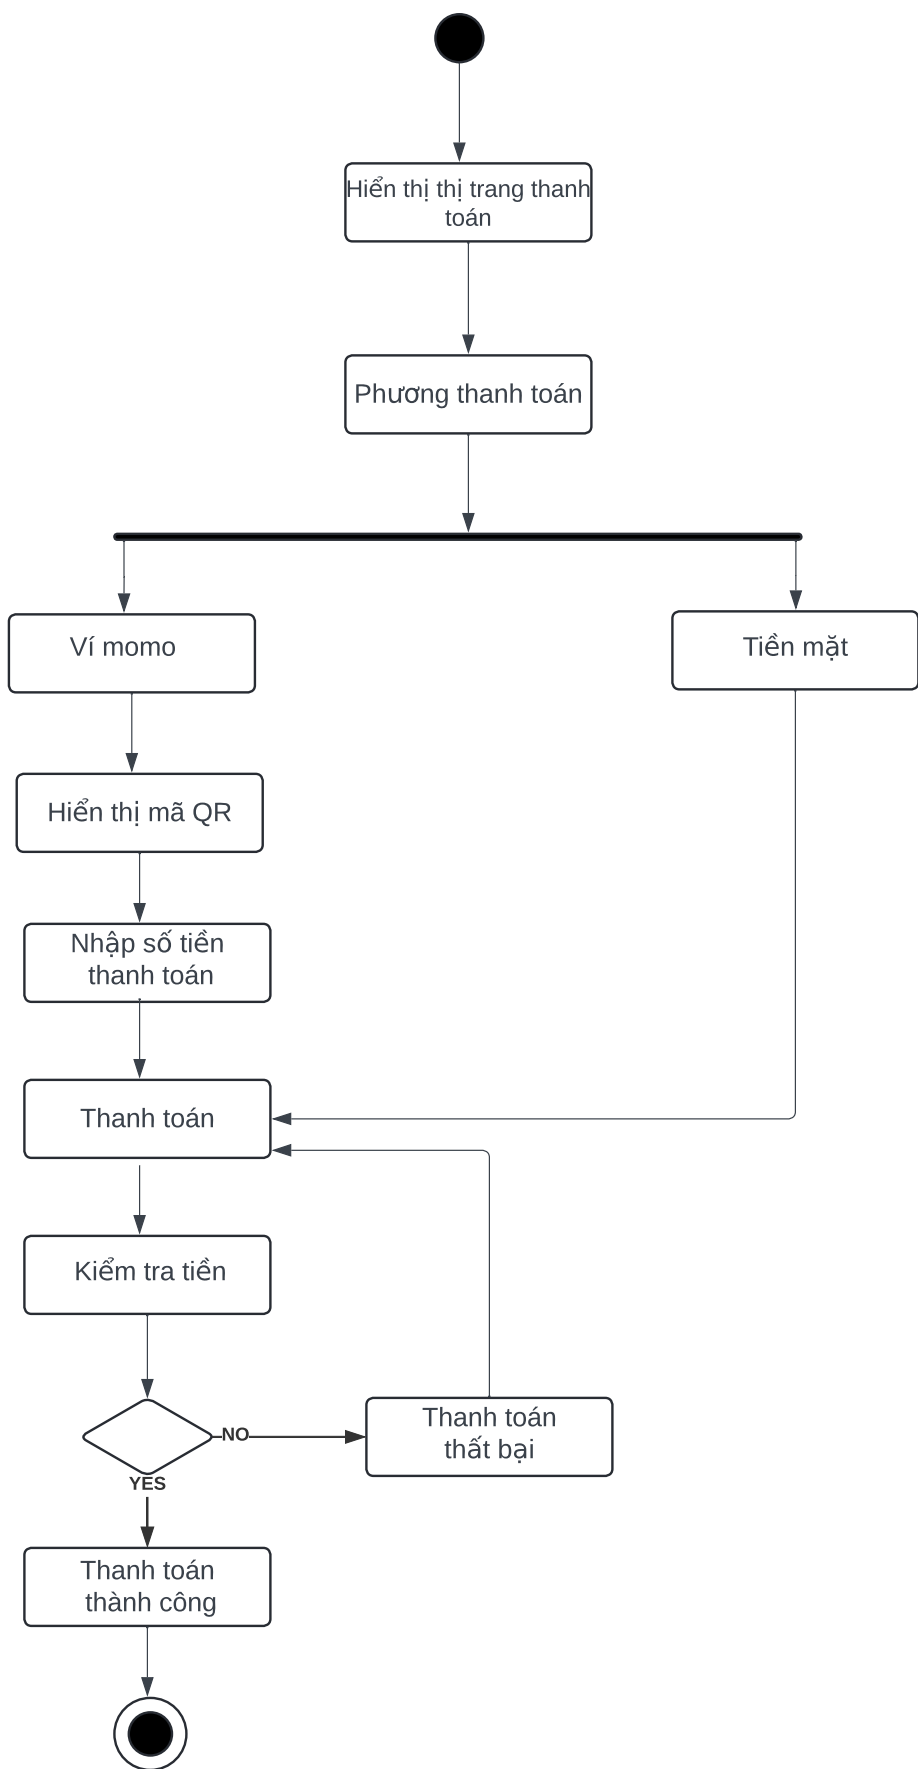 Hiển thị thị trang thanh
toán
Phương thanh toán
Ví momo
Tiền mặt
Hiển thị mã QR
Nhập số tiền
thanh toán
Thanh toán
Kiểm tra tiền
NO
Thanh toán
thất bại
YES
Thanh toán
thành công